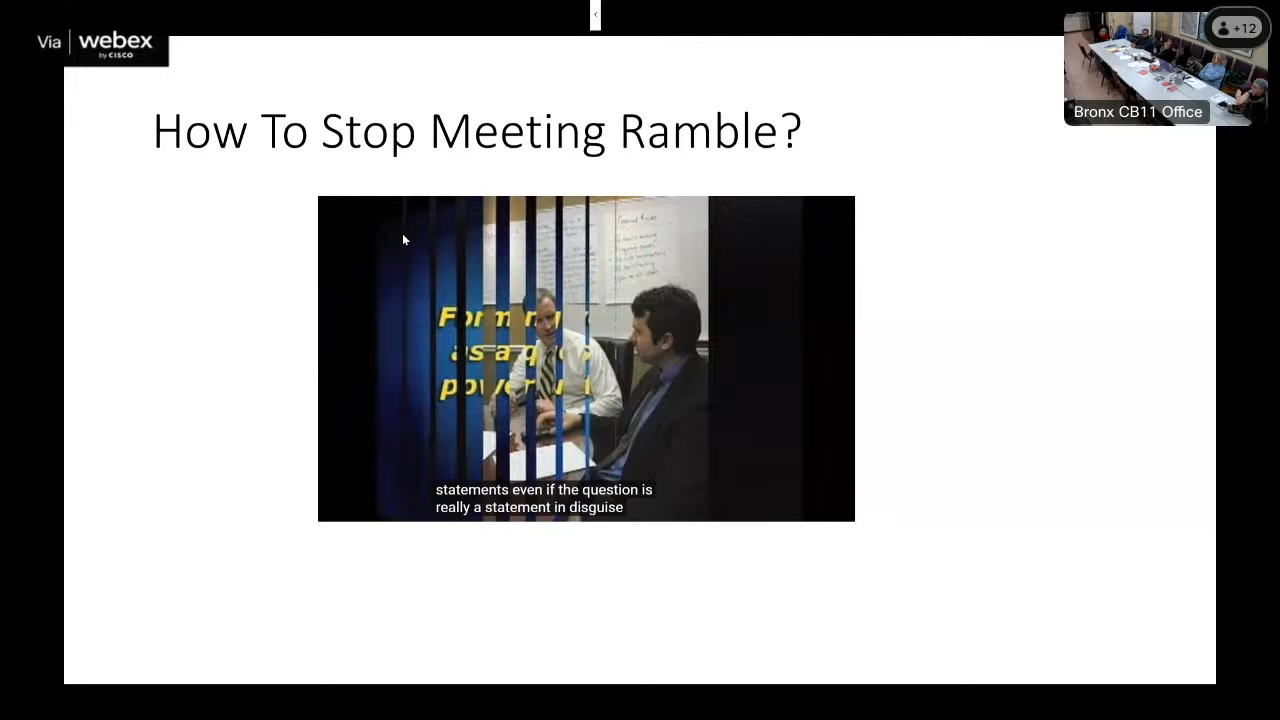 Via webex
by CISCO
+12
Bronx CB11 Office
How To Stop Meeting Ramble?
as a
statements even if the question is
really a statement in disguise